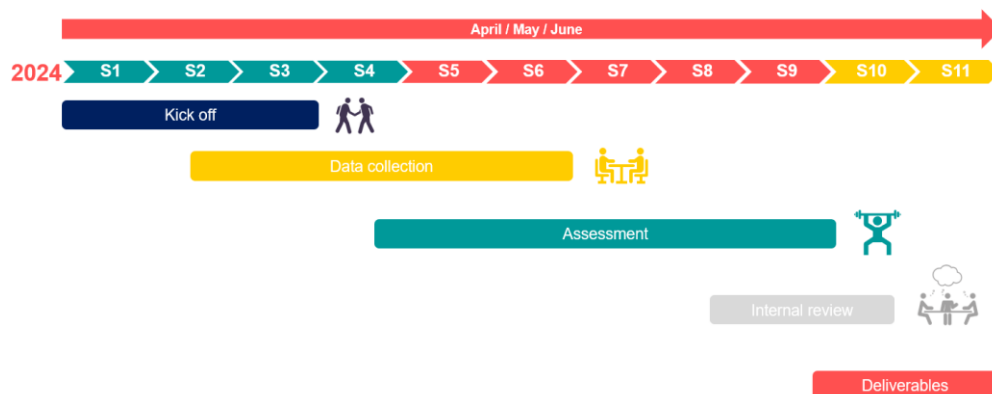 April / May / June
2024 S1 S2 S3 S4 S5 S6 S7 S8 S9 S10 S11
Kick off
Data collection
Assessment
Internal review
Deliverables